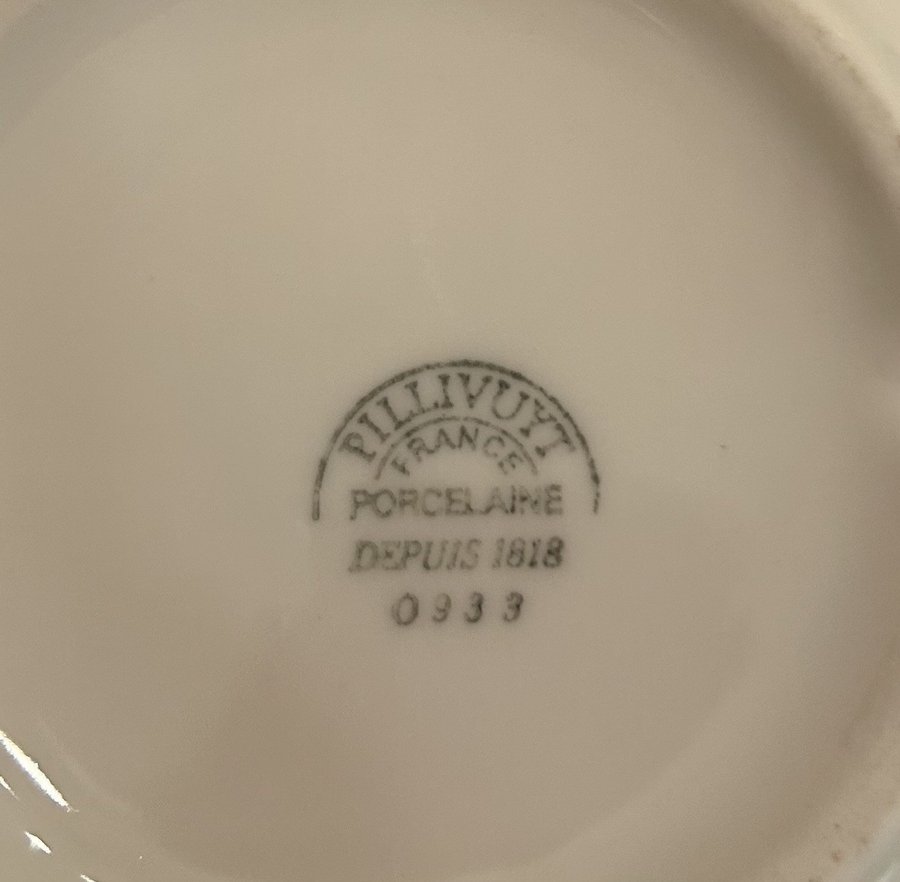 PILLIVUYT
FRANCE
PORCELAINE
DEPUIS 1818
0933